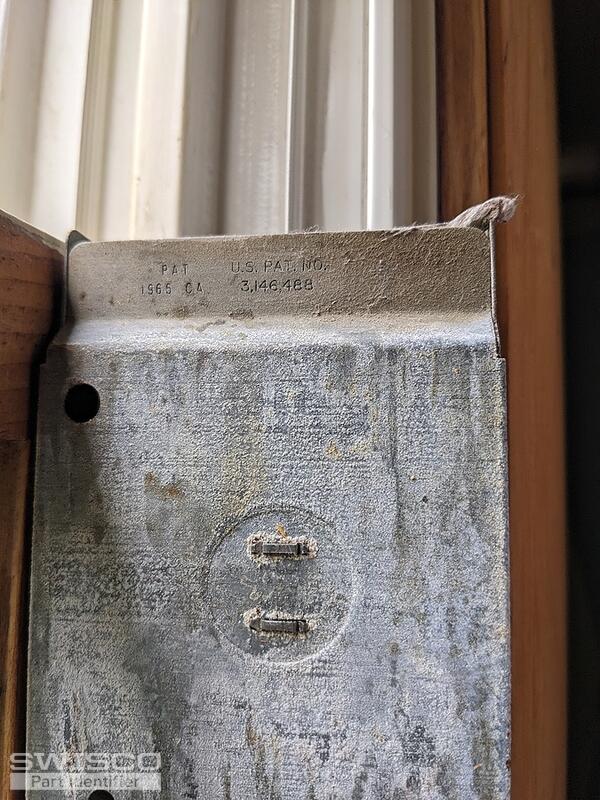 PAT. U.S. PAT. NO.
1965 CA. 3,146,488
SWISCO
Part Identifier